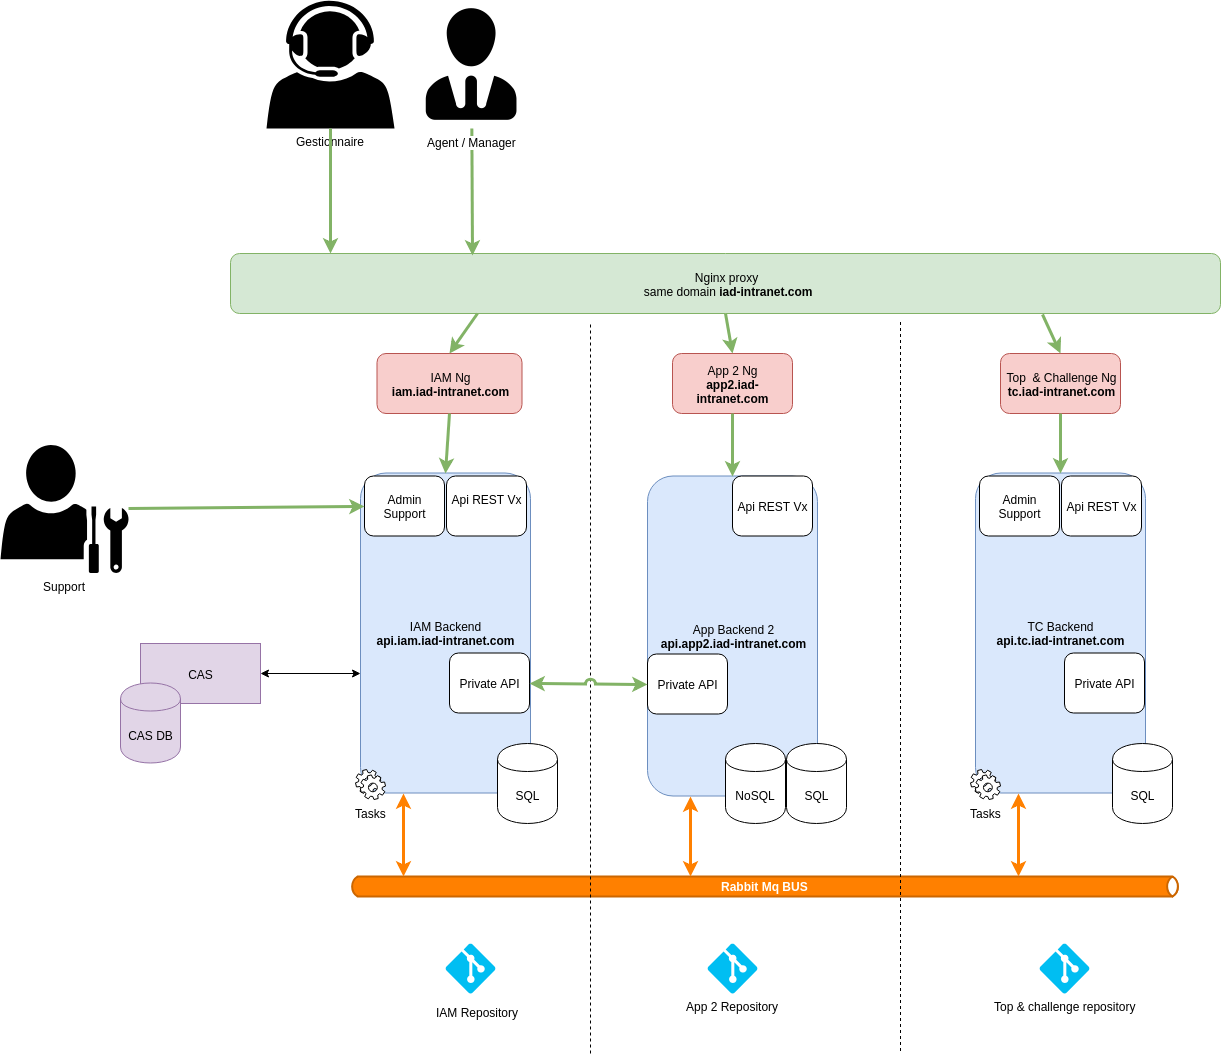 Gestionnaire
Agent / Manager
Nginx proxy
same domain iad-intranet.com
IAM Ng
iam.iad-intranet.com
App 2 Ng
app2.iad-
intranet.com
Top & Challenge Ng
tc.iad-intranet.com
Support
Admin
Support
Api REST Vx
Api REST Vx
Admin
Support
Api REST Vx
IAM Backend
api.iam.iad-intranet.com
App Backend 2
api.app2.iad-intranet.com
TC Backend
api.tc.iad-intranet.com
CAS
CAS DB
Private API
Private API
Private API
Tasks
SQL
NoSQL
SQL
Tasks
SQL
Rabbit Mq BUS
IAM Repository
App 2 Repository
Top & challenge repository